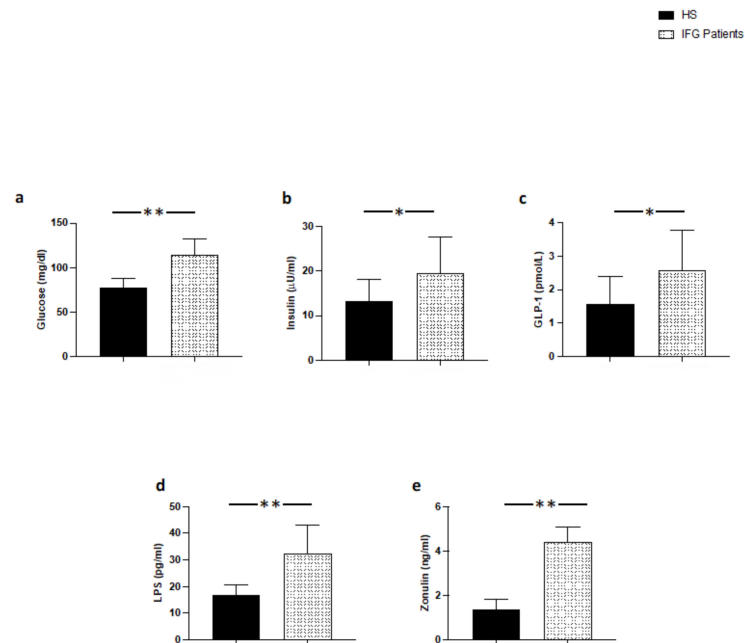 HS
IFG Patients
a
**
Glucose (mg/dl)
150
100
50
0
b
*
Insulin (µU/ml)
30
20
10
0
c
*
GLP-1 (pmol/L)
4
3
2
1
0
d
**
LPS (pg/ml)
50
40
30
20
10
0
e
**
Zonulin (ng/ml)
6
4
2
0